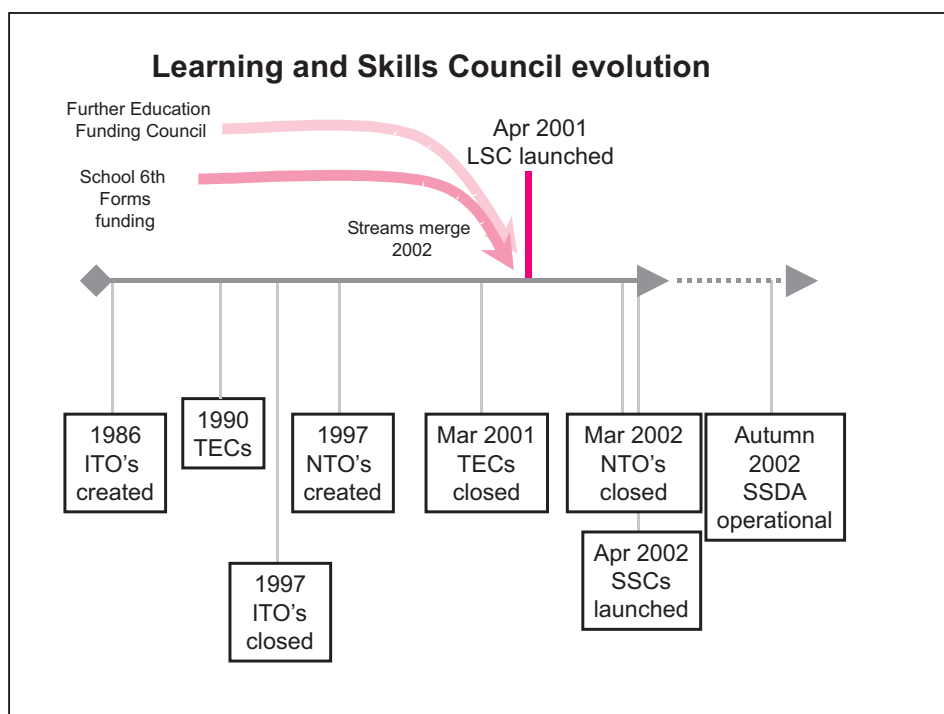 Learning and Skills Council evolution
Further Education
Funding Council
School 6th
Forms
funding
Apr 2001
LSC launched
Streams merge
2002
1986
ITO's
created
1990
TECs
1997
ITO's
closed
1997
NTO's
created
Mar 2001
TECs
closed
Mar 2002
NTO's
closed
Apr 2002
SSCs
launched
Autumn
2002
SSDA
operational